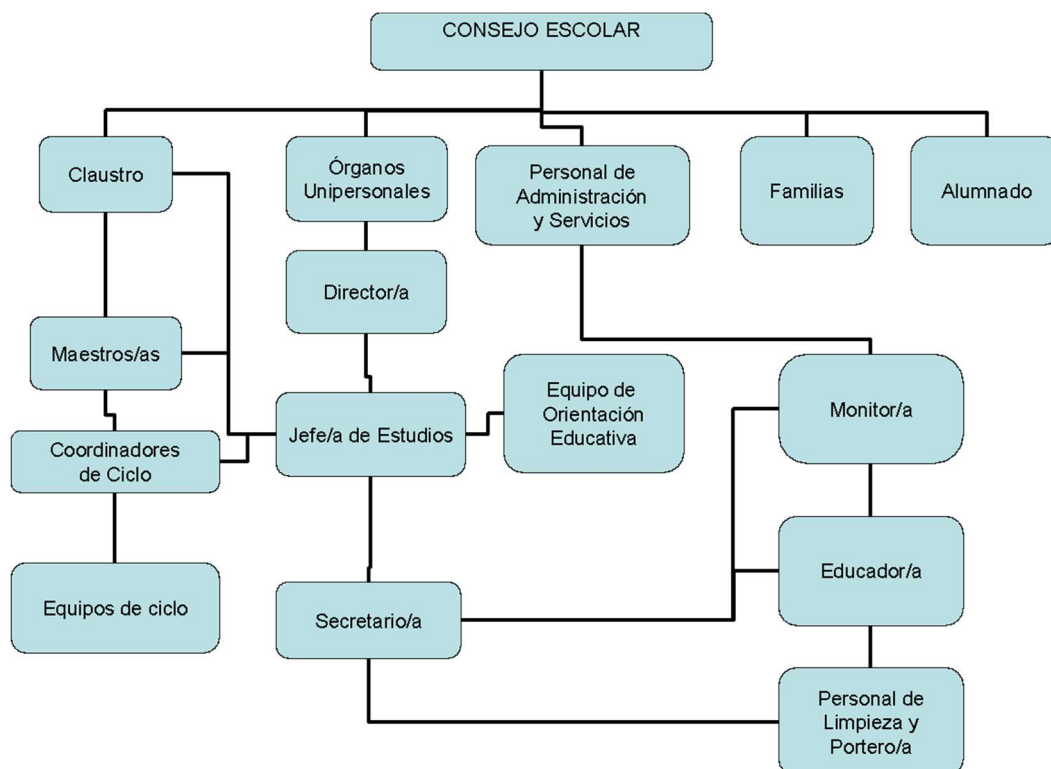 CONSEJO ESCOLAR
Claustro
Órganos
Unipersonales
Personal de
Administración
y Servicios
Familias
Alumnado
Director/a
Maestros/as
Equipo de
Orientación
Educativa
Monitor/a
Jefe/a de Estudios
Coordinadores
de Ciclo
Educador/a
Equipos de ciclo
Secretario/a
Personal de
Limpieza y
Portero/a